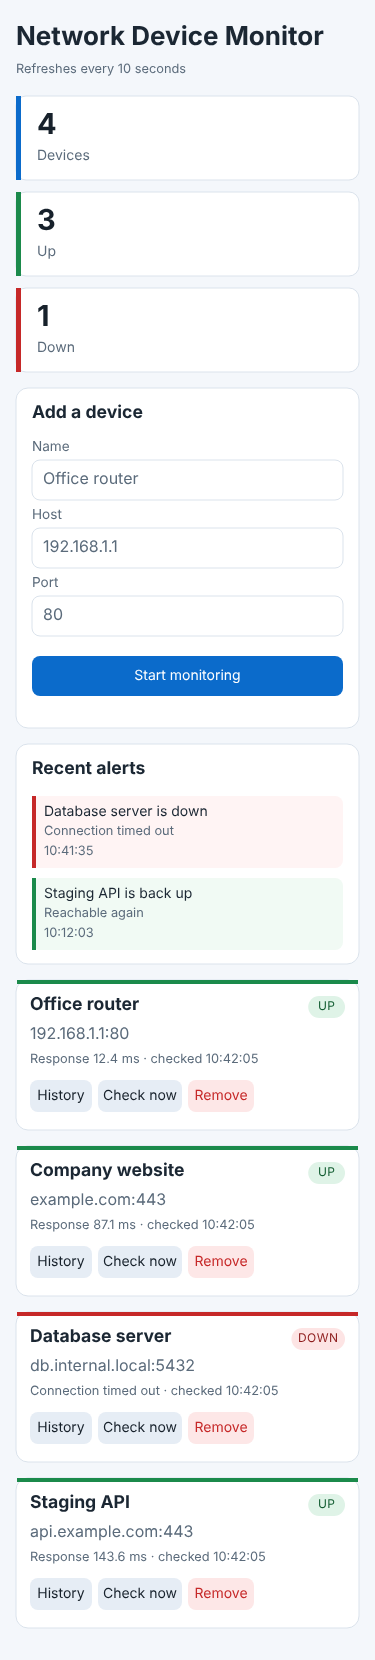 Network Device Monitor
Refreshes every 10 seconds
4
Devices
3
Up
1
Down
Add a device
Name
Office router
Host
192.168.1.1
Port
80
Start monitoring
Recent alerts
Database server is down
Connection timed out
10:41:35
Staging API is back up
Reachable again
10:12:03
Office router UP
192.168.1.1:80
Response 12.4 ms · checked 10:42:05
History Check now Remove
Company website UP
example.com:443
Response 87.1 ms · checked 10:42:05
History Check now Remove
Database server DOWN
db.internal.local:5432
Connection timed out · checked 10:42:05
History Check now Remove
Staging API UP
api.example.com:443
Response 143.6 ms · checked 10:42:05
History Check now Remove